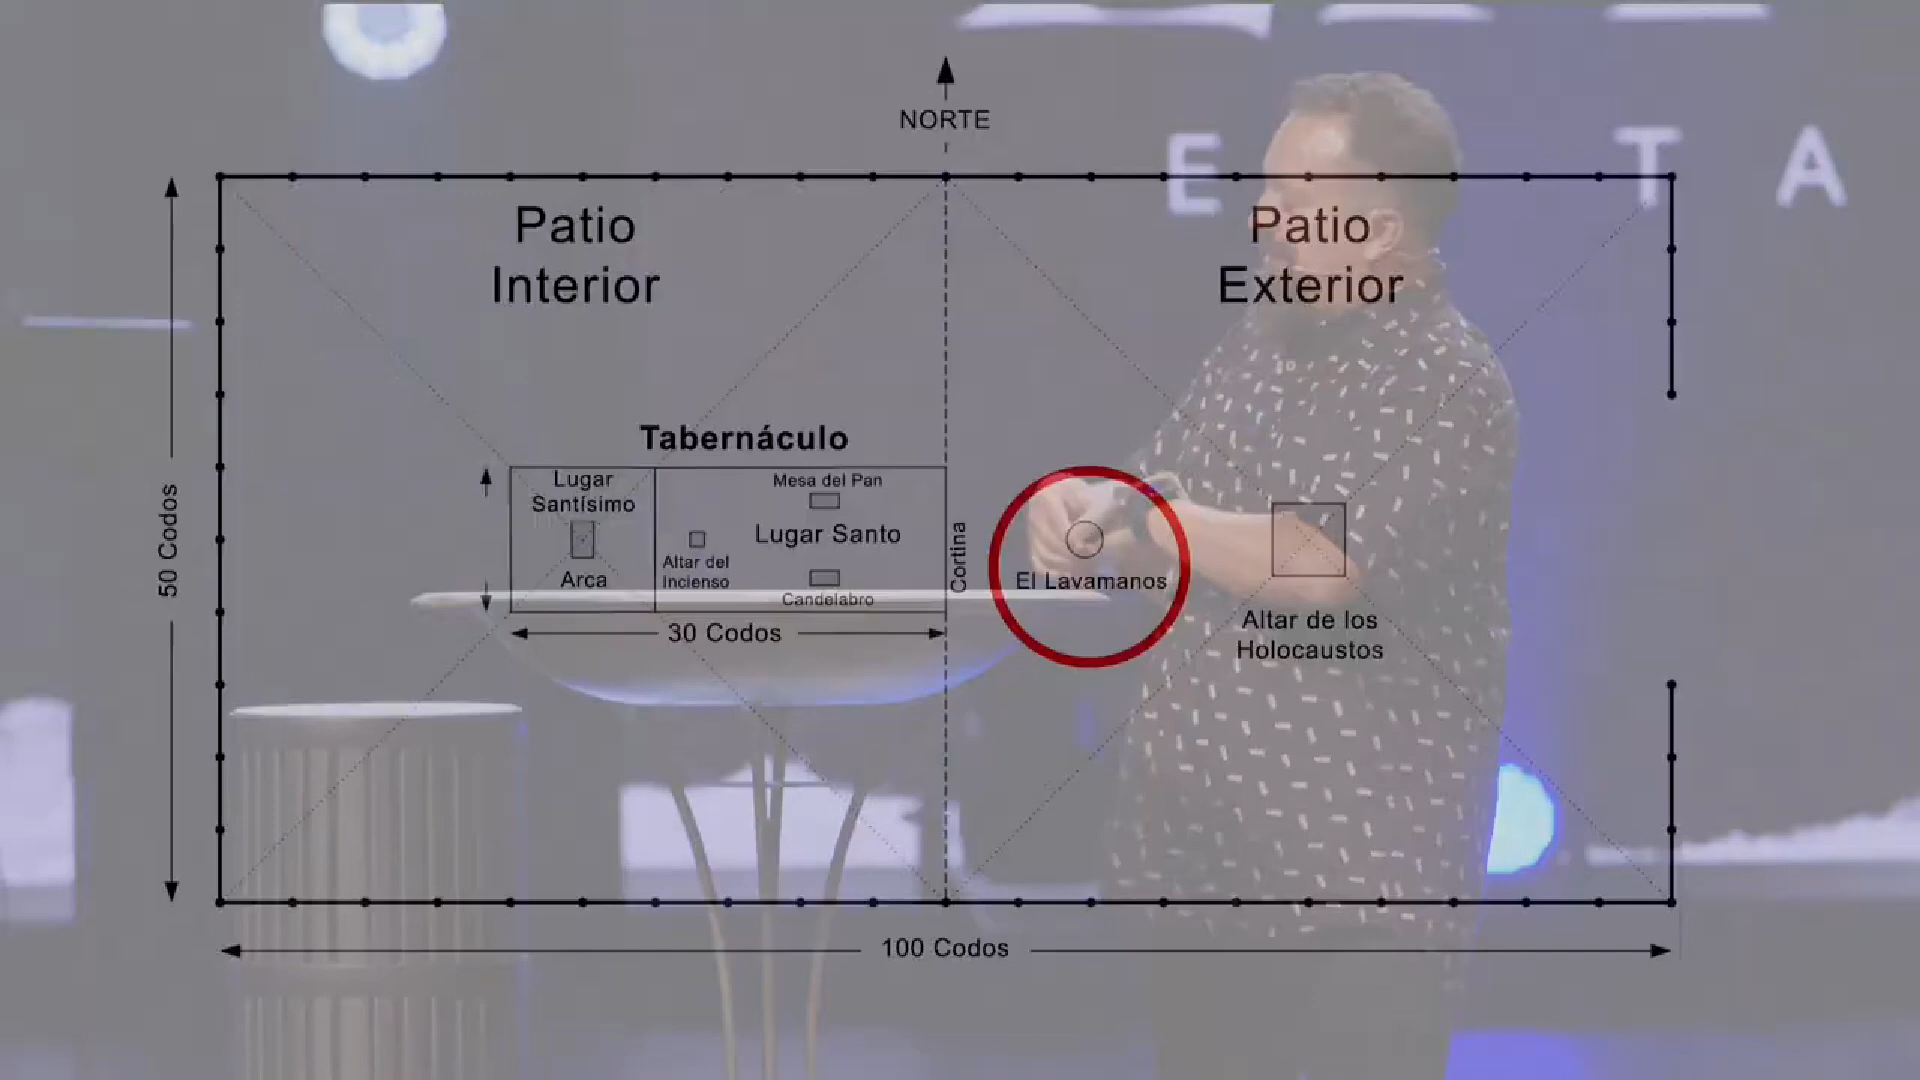 NORTE
E T A
Patio
Interior
Patio
Exterior
Tabernáculo
Lugar
Santísimo
Arca
Mesa del Pan
Lugar Santo
Altar del
Incienso
Candelabro
Cortina
El Lavamanos
Altar de los
Holocaustos
30 Codos
50 Codos
100 Codos